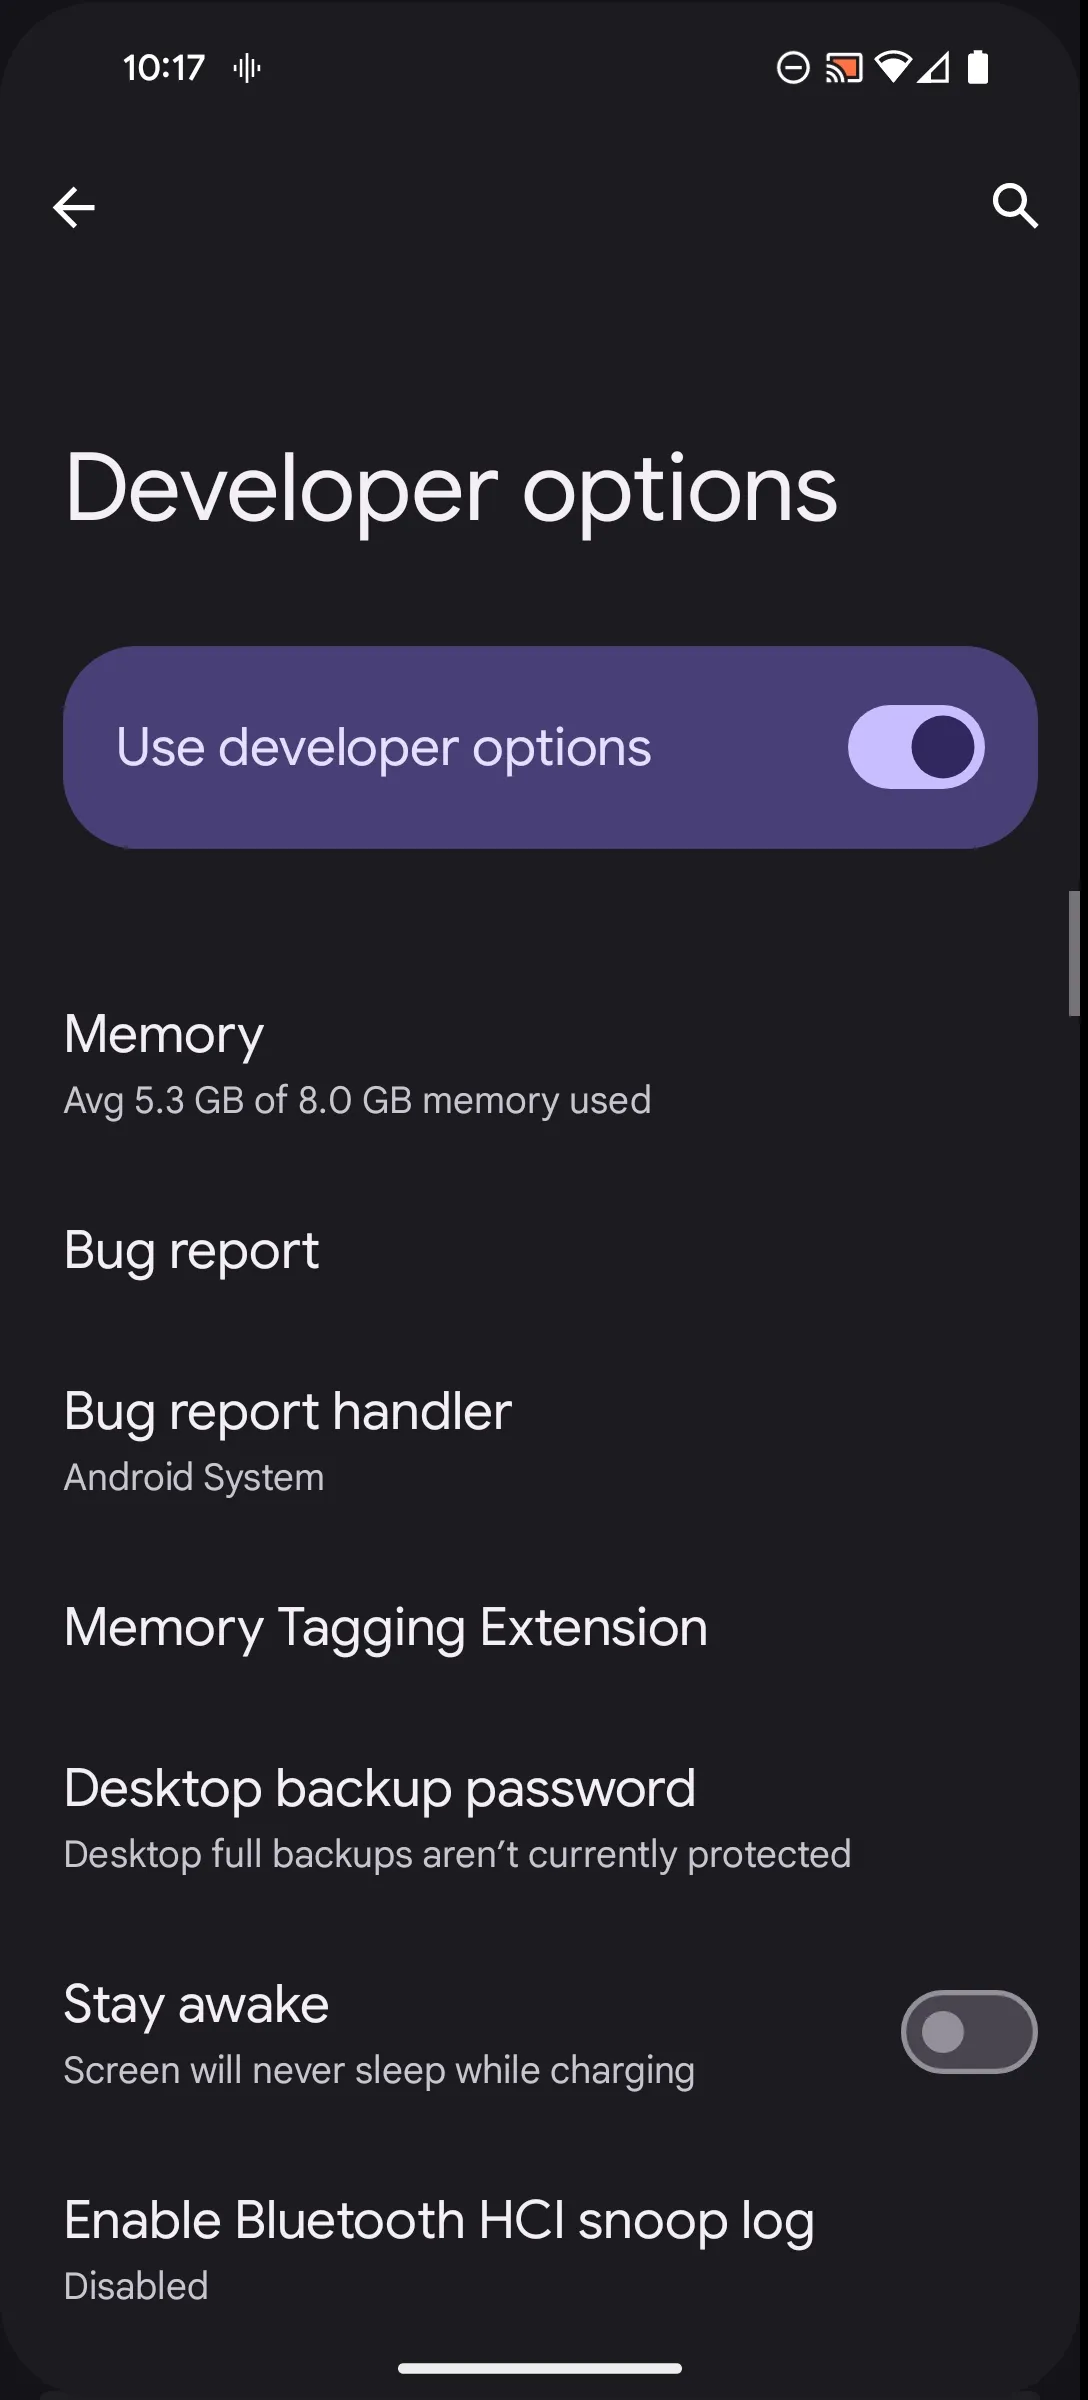 10:17
Developer options
Use developer options
Memory
Avg 5.3 GB of 8.0 GB memory used
Bug report
Bug report handler
Android System
Memory Tagging Extension
Desktop backup password
Desktop full backups aren’t currently protected
Stay awake
Screen will never sleep while charging
Enable Bluetooth HCI snoop log
Disabled